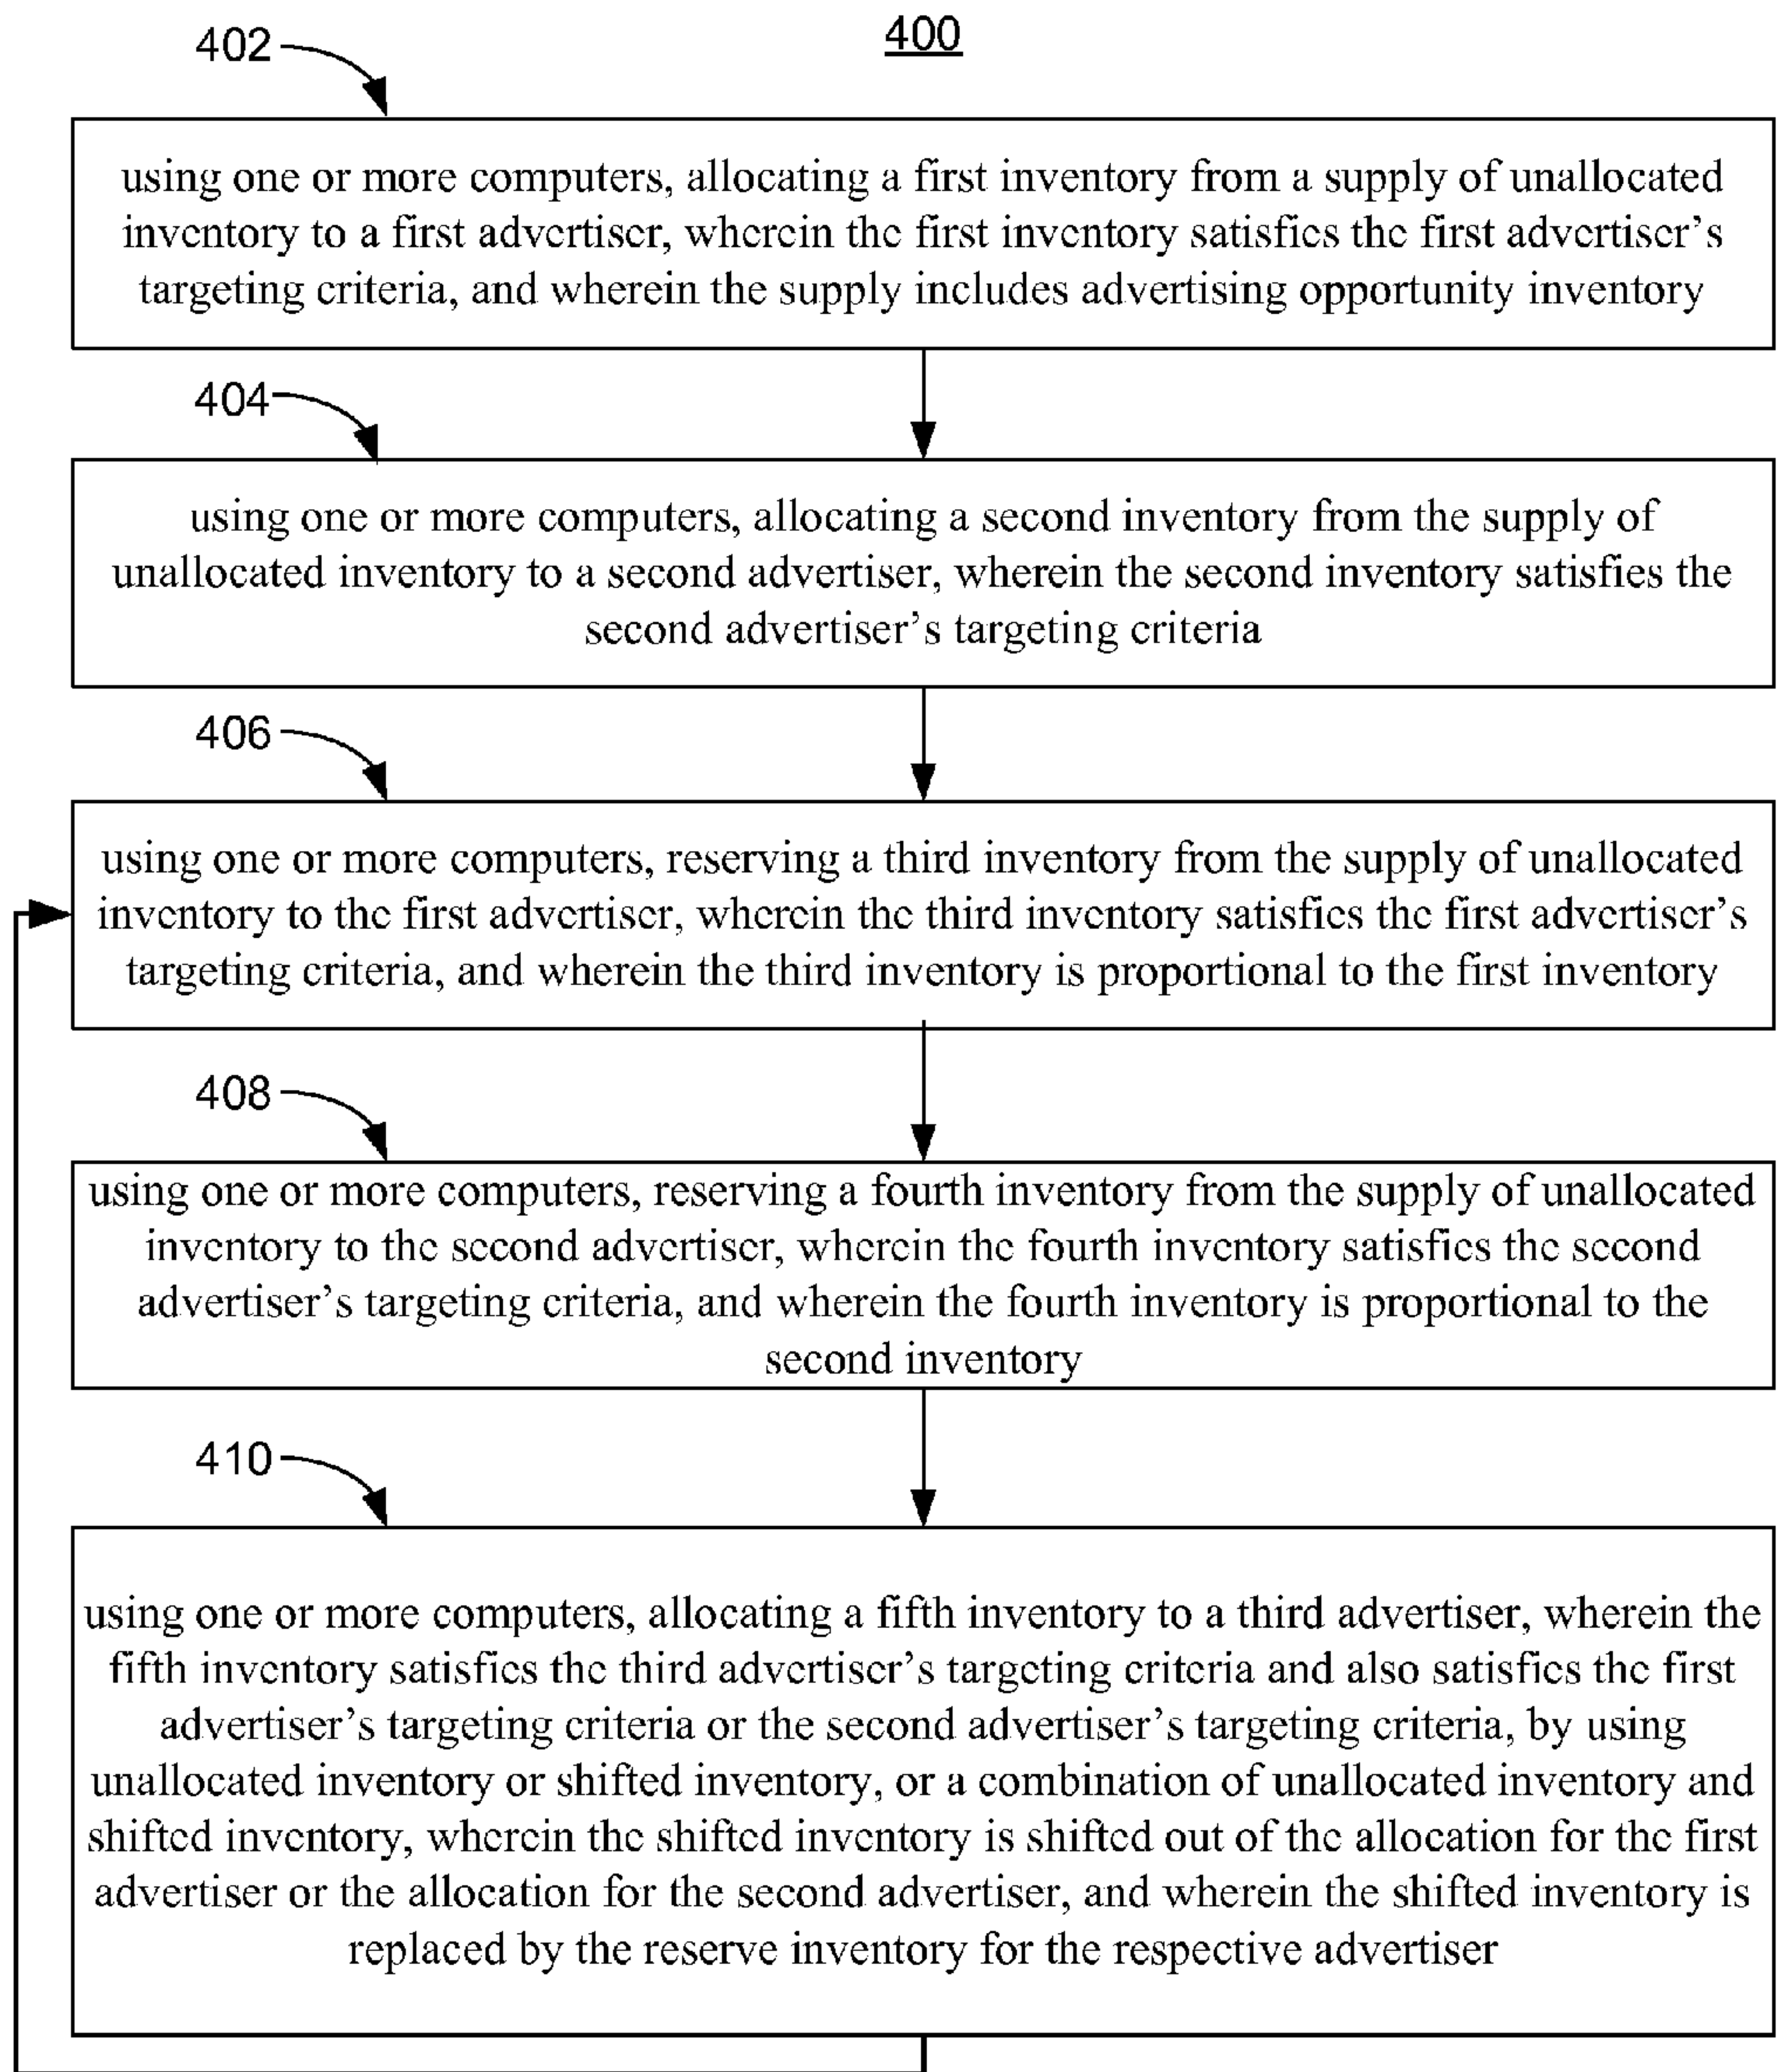 400
402
using one or more computers, allocating a first inventory from a supply of unallocated
inventory to a first advertiser, wherein the first inventory satisfies the first advertiser’s
targeting criteria, and wherein the supply includes advertising opportunity inventory
404
using one or more computers, allocating a second inventory from the supply of
unallocated inventory to a second advertiser, wherein the second inventory satisfies the
second advertiser’s targeting criteria
406
using one or more computers, reserving a third inventory from the supply of unallocated
inventory to the first advertiser, wherein the third inventory satisfies the first advertiser’s
targeting criteria, and wherein the third inventory is proportional to the first inventory
408
using one or more computers, reserving a fourth inventory from the supply of unallocated
inventory to the second advertiser, wherein the fourth inventory satisfies the second
advertiser’s targeting criteria, and wherein the fourth inventory is proportional to the
second inventory
410
using one or more computers, allocating a fifth inventory to a third advertiser, wherein the
fifth inventory satisfies the third advertiser’s targeting criteria and also satisfies the first
advertiser’s targeting criteria or the second advertiser’s targeting criteria, by using
unallocated inventory or shifted inventory, or a combination of unallocated inventory and
shifted inventory, wherein the shifted inventory is shifted out of the allocation for the first
advertiser or the allocation for the second advertiser, and wherein the shifted inventory is
replaced by the reserve inventory for the respective advertiser